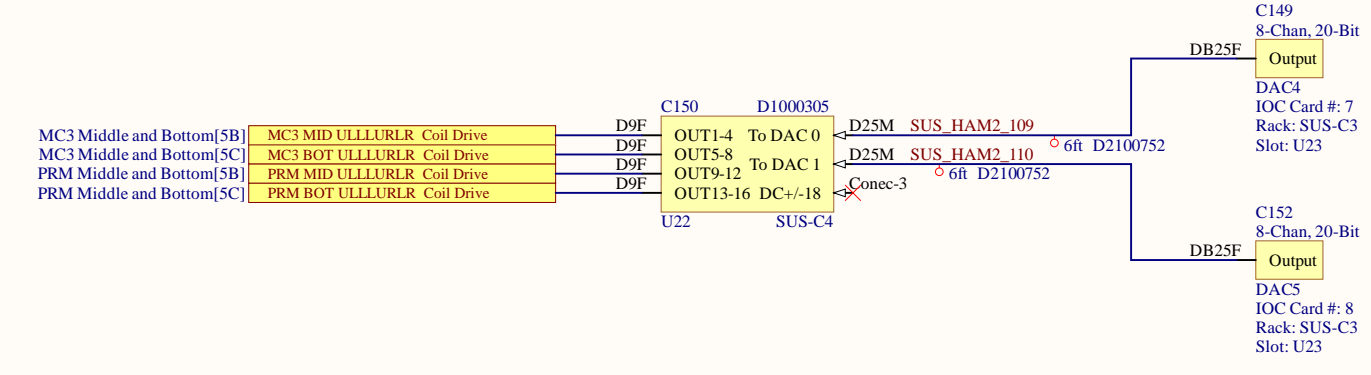 C149
8-Chan, 20-Bit
DB25F
Output
DAC4
IOC Card #: 7
Rack: SUS-C3
Slot: U23
C150 D1000305
MC3 Middle and Bottom[5B] MC3 MID ULLLURLR Coil Drive D9F OUT1-4 To DAC 0 D25M SUS_HAM2_109
6ft D2100752
MC3 Middle and Bottom[5C] MC3 BOT ULLLURLR Coil Drive D9F OUT5-8
To DAC 1 D25M SUS_HAM2_110
6ft D2100752
PRM Middle and Bottom[5B] PRM MID ULLLURLR Coil Drive D9F OUT9-12
PRM Middle and Bottom[5C] PRM BOT ULLLURLR Coil Drive D9F OUT13-16 DC+/-18 Conec-3
U22 SUS-C4
C152
8-Chan, 20-Bit
DB25F
Output
DAC5
IOC Card #: 8
Rack: SUS-C3
Slot: U23